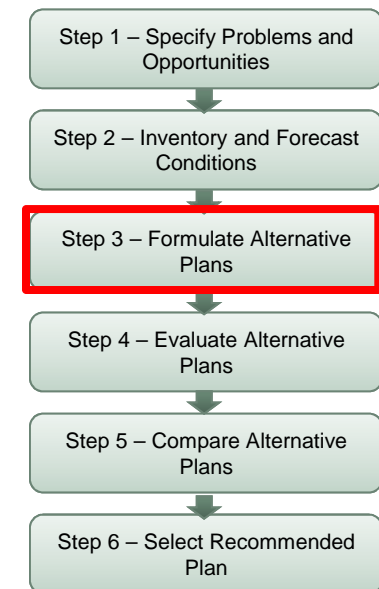 Step 1 – Specify Problems and
Opportunities
Step 2 – Inventory and Forecast
Conditions
Step 3 – Formulate Alternative
Plans
Step 4 – Evaluate Alternative
Plans
Step 5 – Compare Alternative
Plans
Step 6 – Select Recommended
Plan